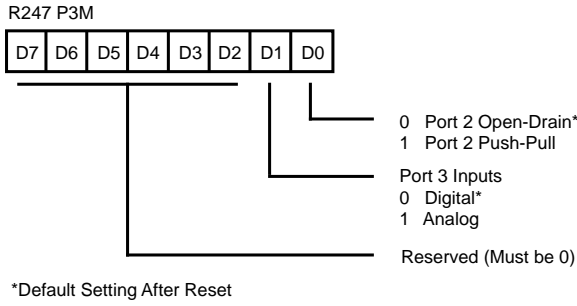 R247 P3M
D7 D6 D5 D4 D3 D2 D1 D0
0 Port 2 Open-Drain*
1 Port 2 Push-Pull
Port 3 Inputs
0 Digital*
1 Analog
Reserved (Must be 0)
*Default Setting After Reset